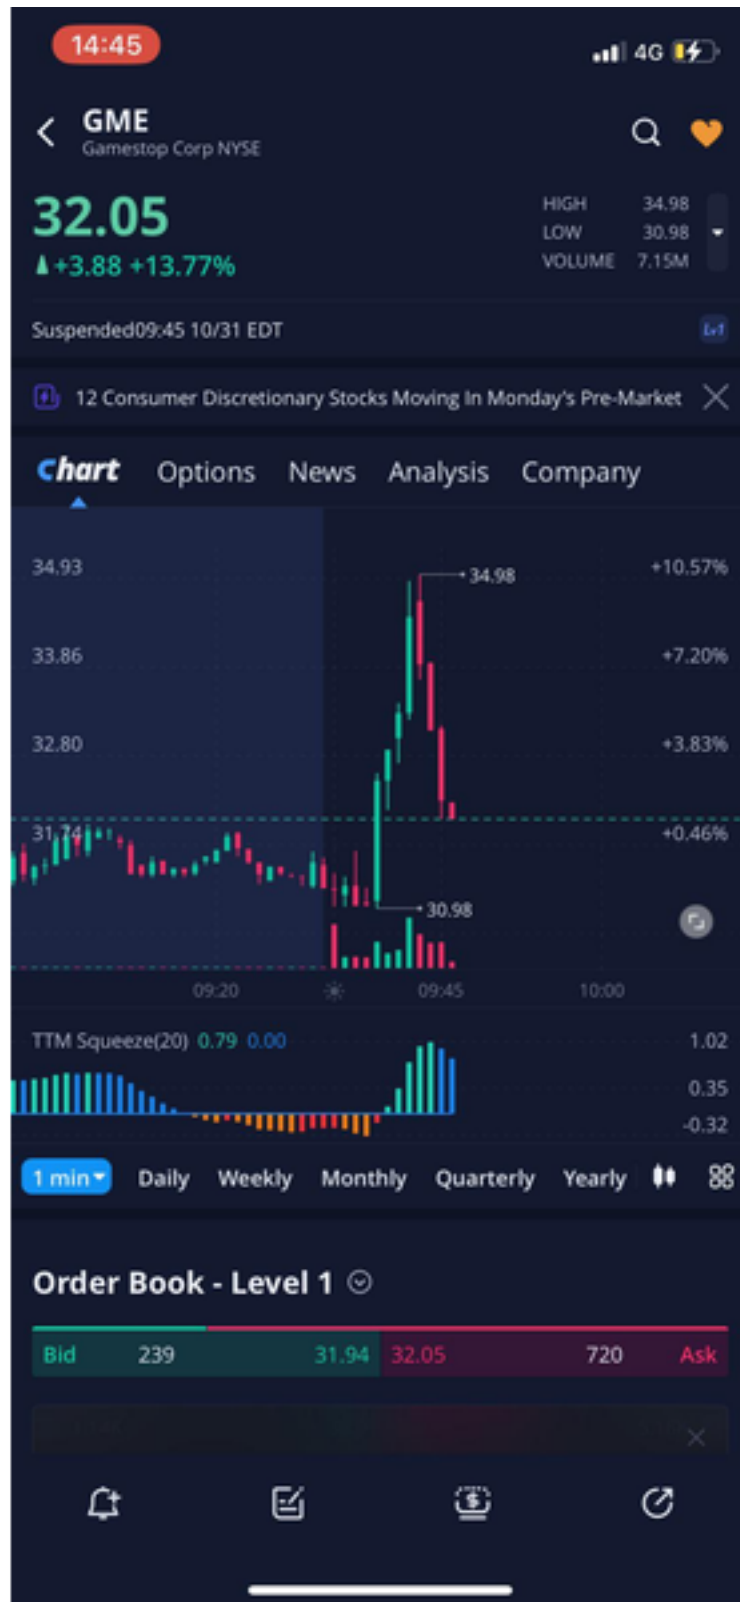 14:45
4G
GME
Gamestop Corp NYSE
32.05
+3.88 +13.77%
HIGH 34.98
LOW 30.98
VOLUME 7.15M
Suspended09:45 10/31 EDT
Lv1
12 Consumer Discretionary Stocks Moving In Monday's Pre-Market
Chart Options News Analysis Company
34.93 +10.57%
34.98
33.86 +7.20%
32.80 +3.83%
31.74 +0.46%
30.98
09:20 09:45 10:00
TTM Squeeze(20) 0.79 0.00 1.02
0.35
-0.32
1 min Daily Weekly Monthly Quarterly Yearly
Order Book - Level 1
Bid 239 31.94 32.05 720 Ask